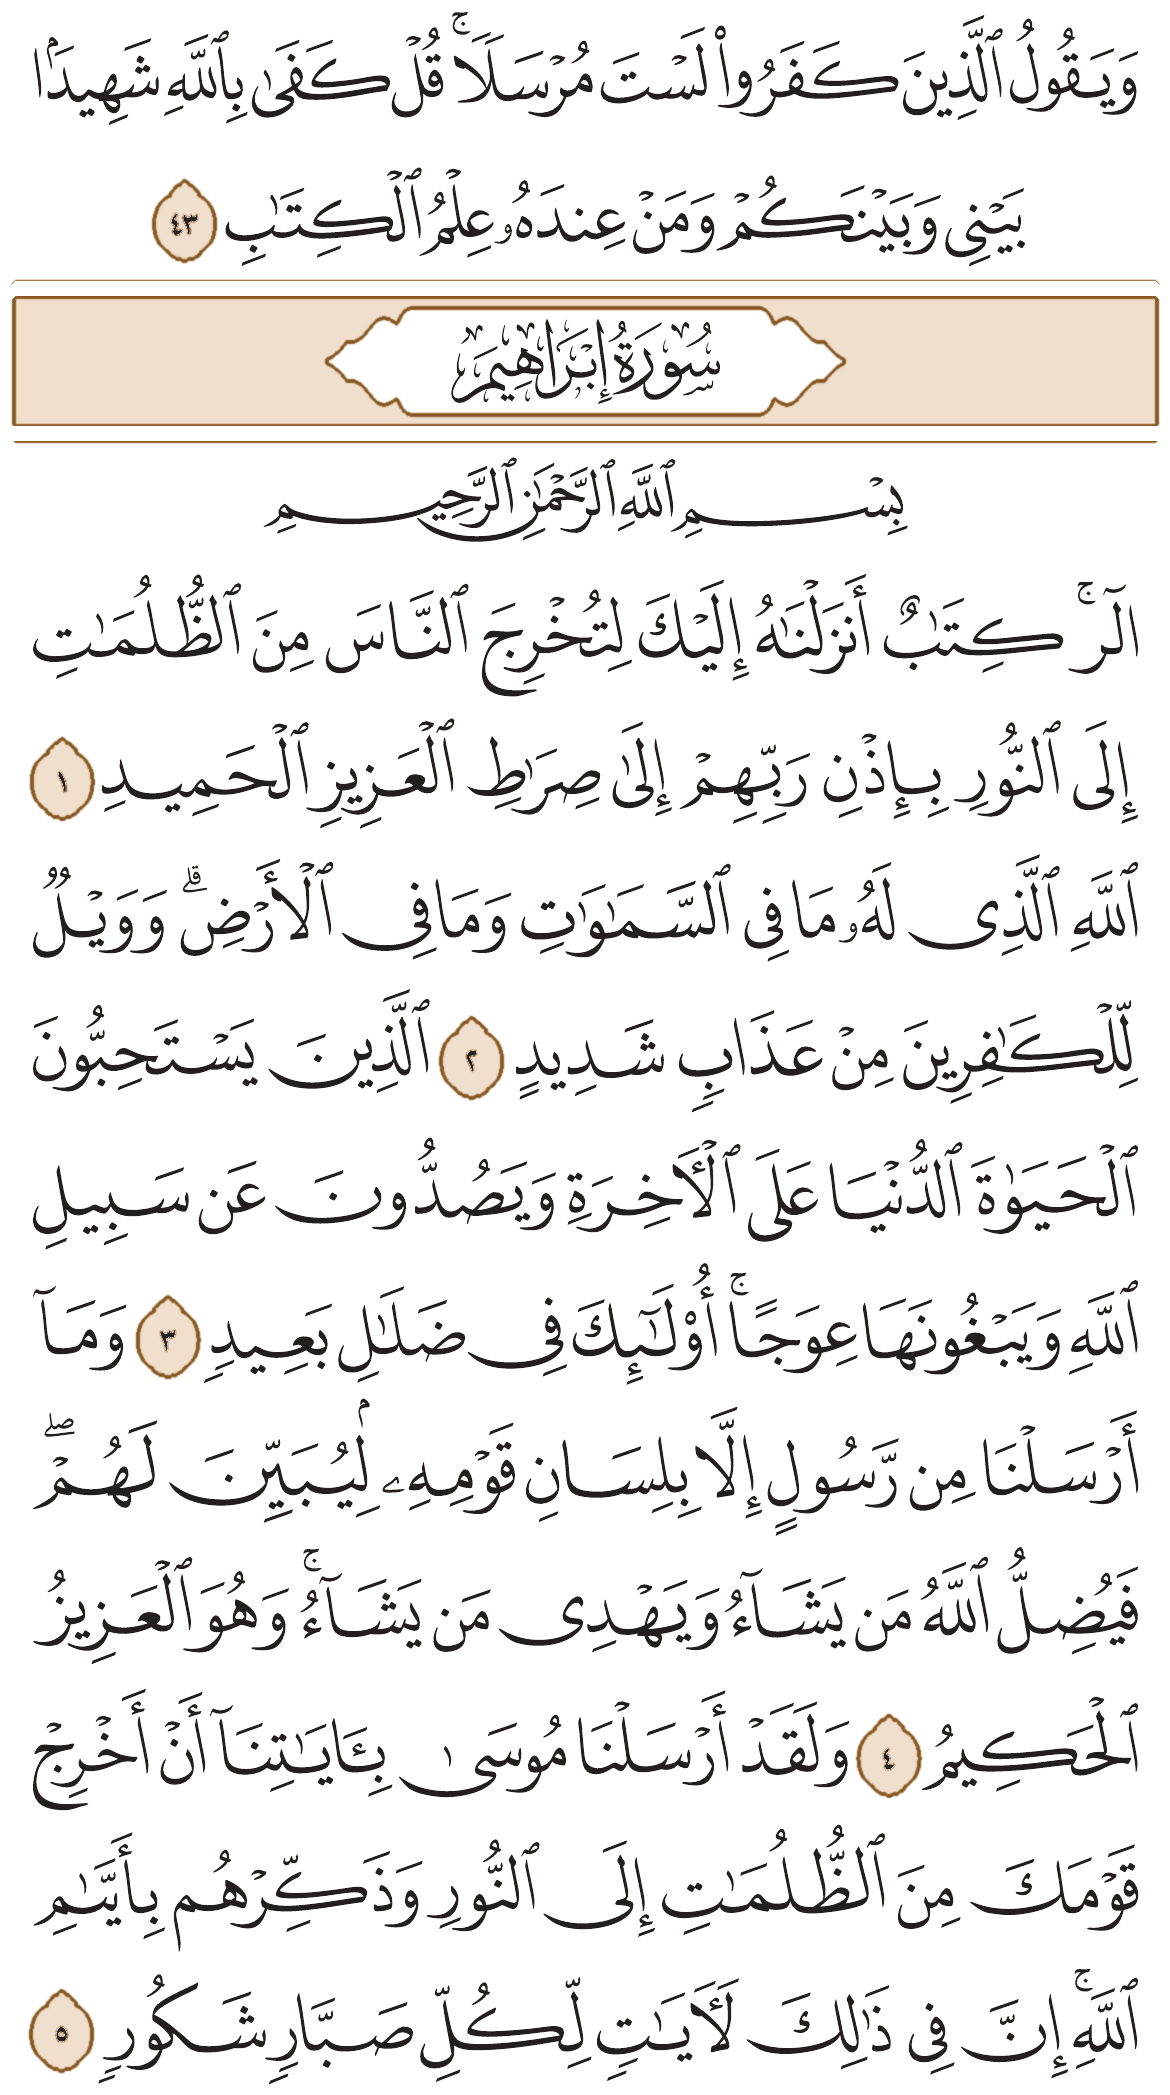 وَيَقُولُ ٱلَّذِينَ كَفَرُوا۟ لَسْتَ مُرْسَلًا ۚ قُلْ كَفَىٰ بِٱللَّهِ شَهِيدًۢا
بَيْنِى وَبَيْنَكُمْ وَمَنْ عِندَهُۥ عِلْمُ ٱلْكِتَٰبِ ٤٣
سُورَةُ إِبْرَاهِيمَ
بِسْمِ ٱللَّهِ ٱلرَّحْمَٰنِ ٱلرَّحِيمِ
الٓر ۚ كِتَٰبٌ أَنزَلْنَٰهُ إِلَيْكَ لِتُخْرِجَ ٱلنَّاسَ مِنَ ٱلظُّلُمَٰتِ
إِلَى ٱلنُّورِ بِإِذْنِ رَبِّهِمْ إِلَىٰ صِرَٰطِ ٱلْعَزِيزِ ٱلْحَمِيدِ ١
ٱللَّهِ ٱلَّذِى لَهُۥ مَا فِى ٱلسَّمَٰوَٰتِ وَمَا فِى ٱلْأَرْضِ ۗ وَوَيْلٌ
لِّلْكَٰفِرِينَ مِنْ عَذَابٍ شَدِيدٍ ٢ ٱلَّذِينَ يَسْتَحِبُّونَ
ٱلْحَيَوٰةَ ٱلدُّنْيَا عَلَى ٱلْـَٔاخِرَةِ وَيَصُدُّونَ عَن سَبِيلِ
ٱللَّهِ وَيَبْغُونَهَا عِوَجًا ۚ أُو۟لَٰٓئِكَ فِى ضَلَٰلٍۭ بَعِيدٍ ٣ وَمَآ
أَرْسَلْنَا مِن رَّسُولٍ إِلَّا بِلِسَانِ قَوْمِهِۦ لِيُبَيِّنَ لَهُمْ ۖ
فَيُضِلُّ ٱللَّهُ مَن يَشَآءُ وَيَهْدِى مَن يَشَآءُ ۚ وَهُوَ ٱلْعَزِيزُ
ٱلْحَكِيمُ ٤ وَلَقَدْ أَرْسَلْنَا مُوسَىٰ بِـَٔايَٰتِنَآ أَنْ أَخْرِجْ
قَوْمَكَ مِنَ ٱلظُّلُمَٰتِ إِلَى ٱلنُّورِ وَذَكِّرْهُم بِأَيَّىٰمِ
ٱللَّهِ ۚ إِنَّ فِى ذَٰلِكَ لَـَٔايَٰتٍ لِّكُلِّ صَبَّارٍ شَكُورٍ ٥